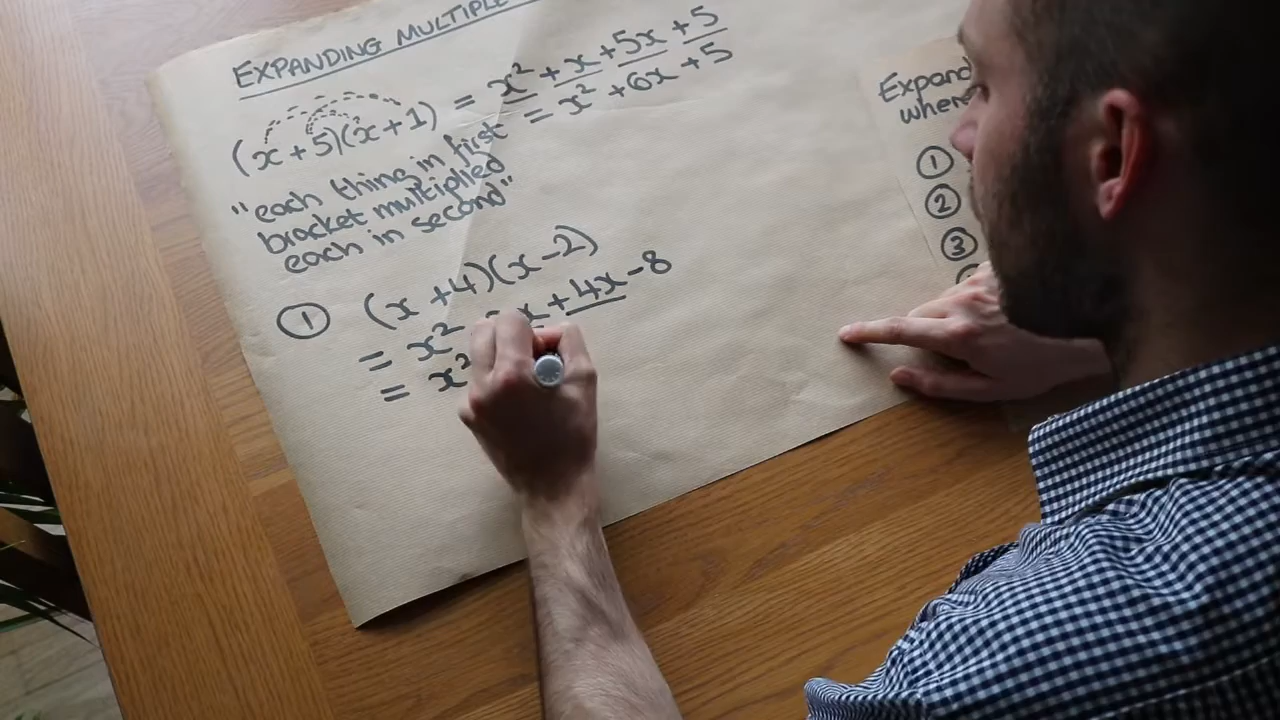 EXPANDING MULTIPLE
(x+5)(x+1) = x² + x + 5x + 5
= x² + 6x + 5
"each thing in first
bracket multiplied
each in second"
① (x+4)(x-2)
= x² x + 4x - 8
= x²
Expand
where
①
②
③